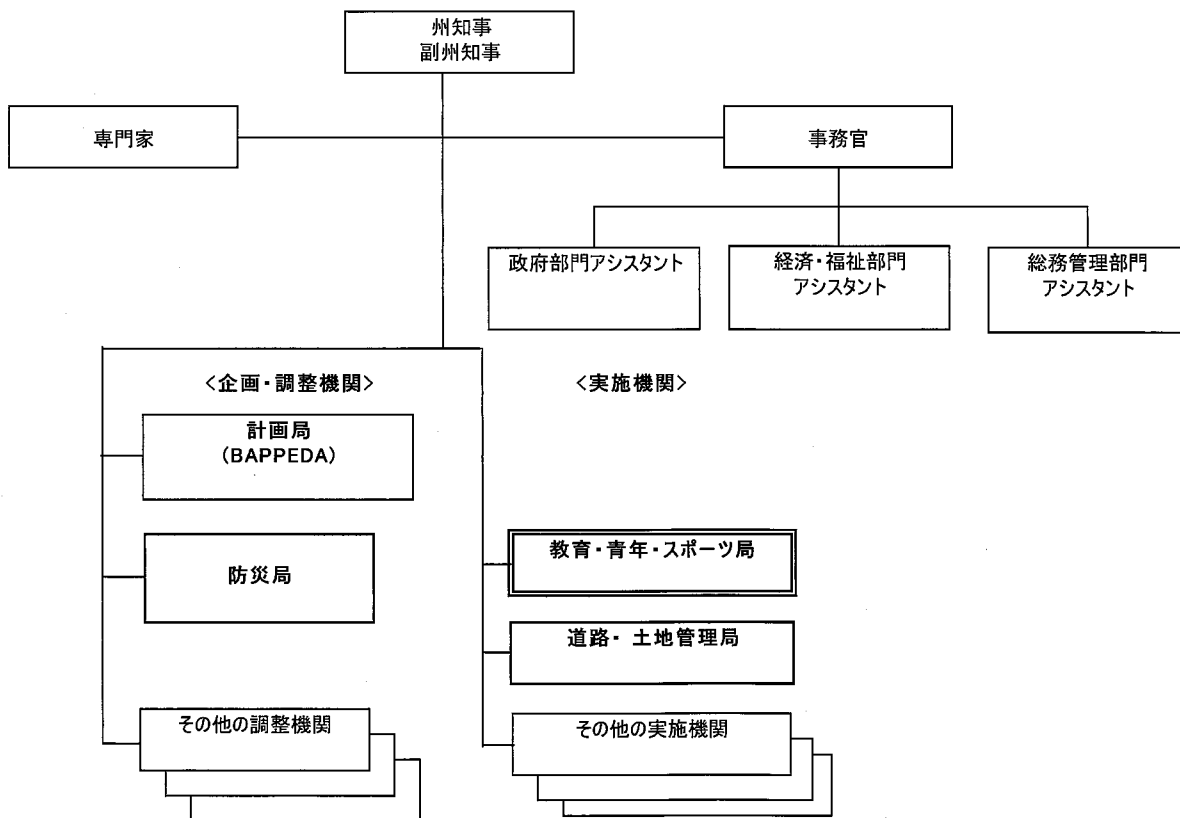 州知事
副州知事
専門家
事務官
政府部門アシスタント
経済・福祉部門
アシスタント
総務管理部門
アシスタント
<企画・調整機関>
<実施機関>
計画局
(BAPPEDA)
教育・青年・スポーツ局
防災局
道路・土地管理局
その他の調整機関
その他の実施機関